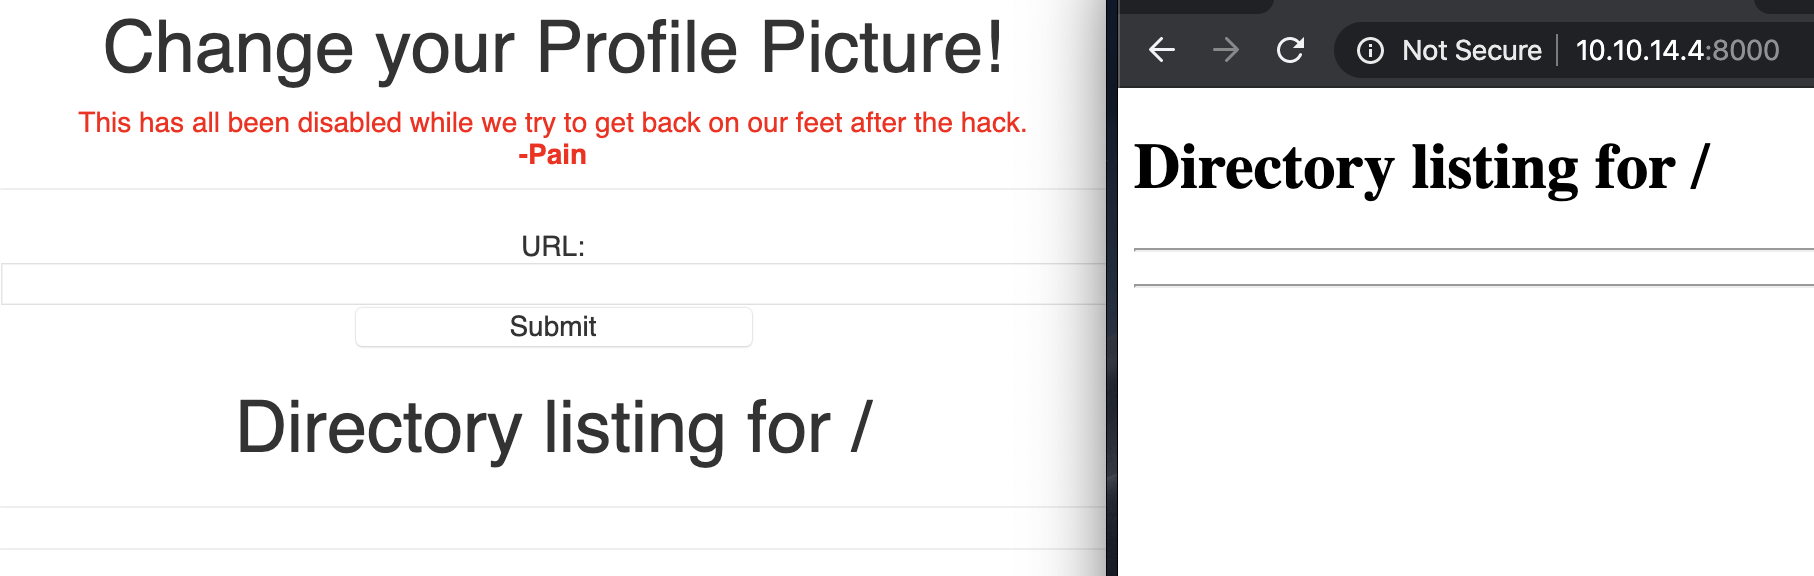 Change your Profile Picture!
This has all been disabled while we try to get back on our feet after the hack.
-Pain
URL:
Submit
Directory listing for /
Not Secure 10.10.14.4:8000
Directory listing for /